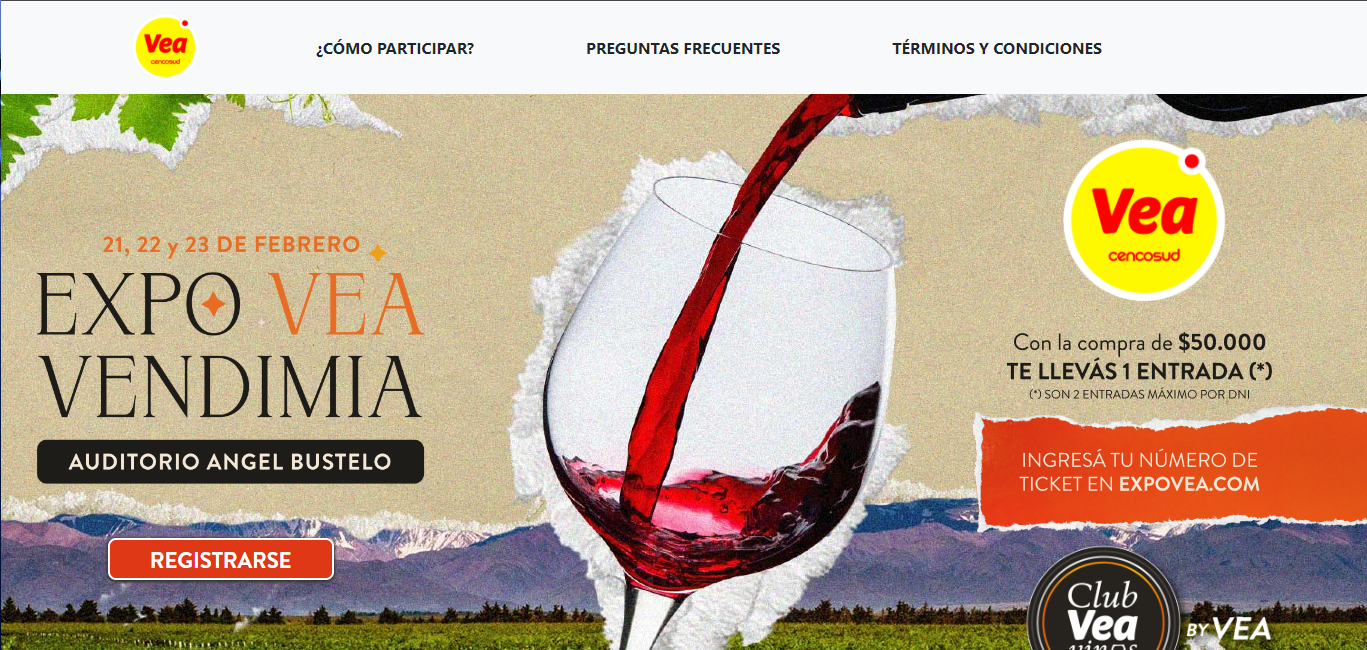 Vea
cencosud
¿CÓMO PARTICIPAR?
PREGUNTAS FRECUENTES
TÉRMINOS Y CONDICIONES
21, 22 y 23 DE FEBRERO
EXPO VEA
VENDIMIA
AUDITORIO ANGEL BUSTELO
REGISTRARSE
Vea
cencosud
Con la compra de $50.000
TE LLEVÁS 1 ENTRADA (*)
(*) SON 2 ENTRADAS MÁXIMO POR DNI
INGRESÁ TU NÚMERO DE
TICKET EN EXPOVEA.COM
Club
Vea
vinos
BY VEA